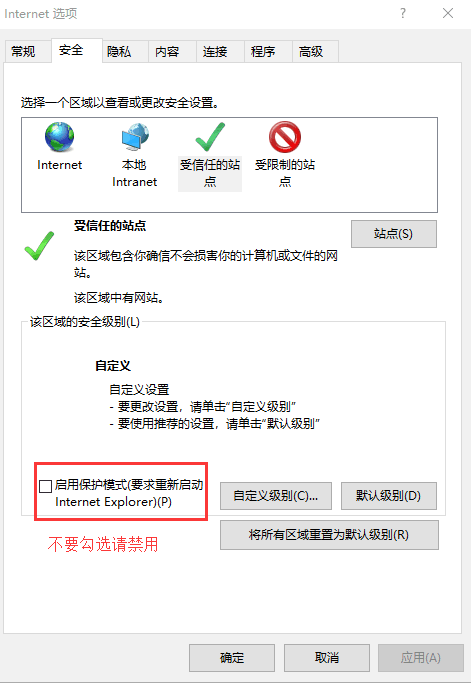 Internet 选项
?
常规 安全 隐私 内容 连接 程序 高级
选择一个区域以查看或更改安全设置。
Internet
本地
Intranet
受信任的站
点
受限制的站
点
受信任的站点
站点(S)
该区域包含你确信不会损害你的计算机或文件的网
站。
该区域中有网站。
该区域的安全级别(L)
自定义
自定义设置
- 要更改设置，请单击“自定义级别”
- 要使用推荐的设置，请单击“默认级别”
启用保护模式(要求重新启动
Internet Explorer)(P)
自定义级别(C)... 默认级别(D)
不要勾选请禁用
将所有区域重置为默认级别(R)
确定 取消 应用(A)